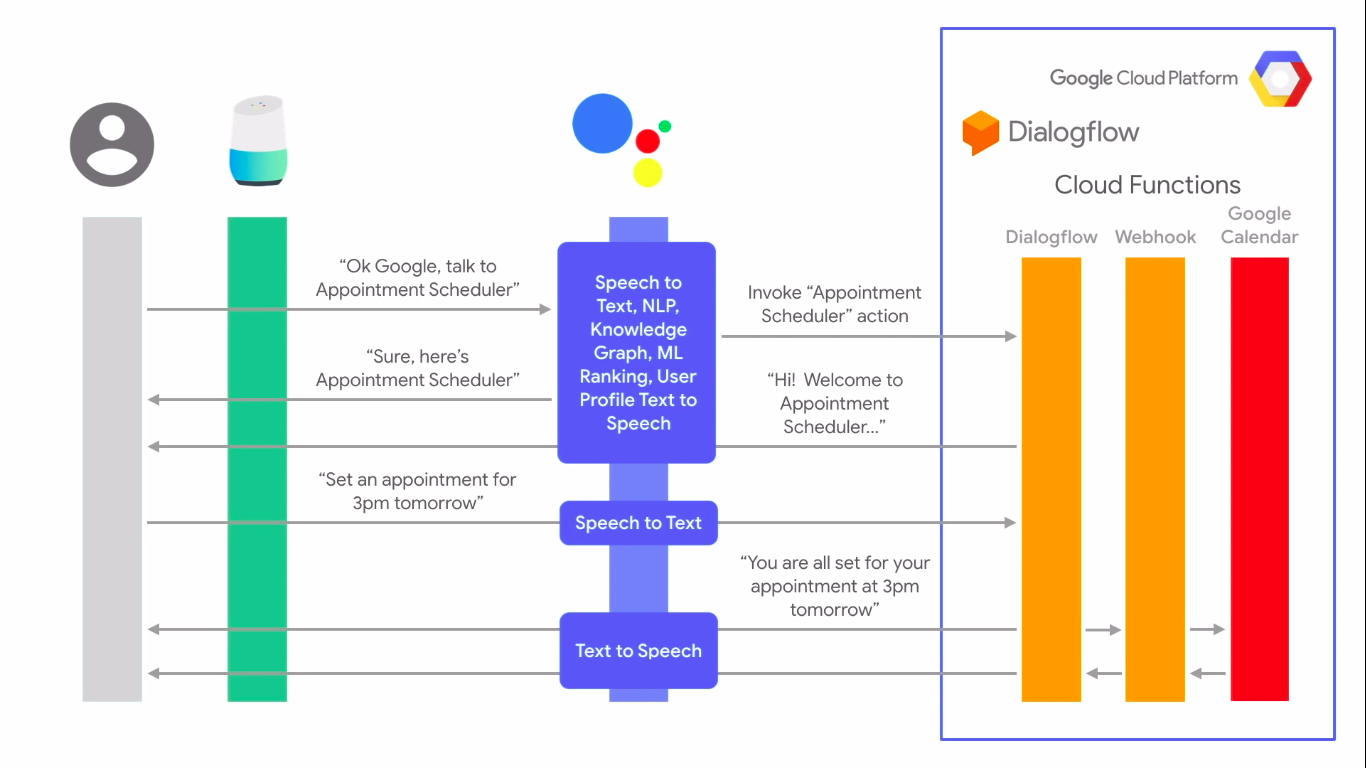 Google Cloud Platform
Dialogflow
Cloud Functions
Dialogflow
Webhook
Google
Calendar
“Ok Google, talk to
Appointment Scheduler”
Speech to
Text, NLP,
Knowledge
Graph, ML
Ranking, User
Profile Text to
Speech
Invoke “Appointment
Scheduler” action
“Sure, here’s
Appointment Scheduler”
“Hi!  Welcome to
Appointment
Scheduler...”
“Set an appointment for
3pm tomorrow”
Speech to Text
“You are all set for your
appointment at 3pm
tomorrow”
Text to Speech